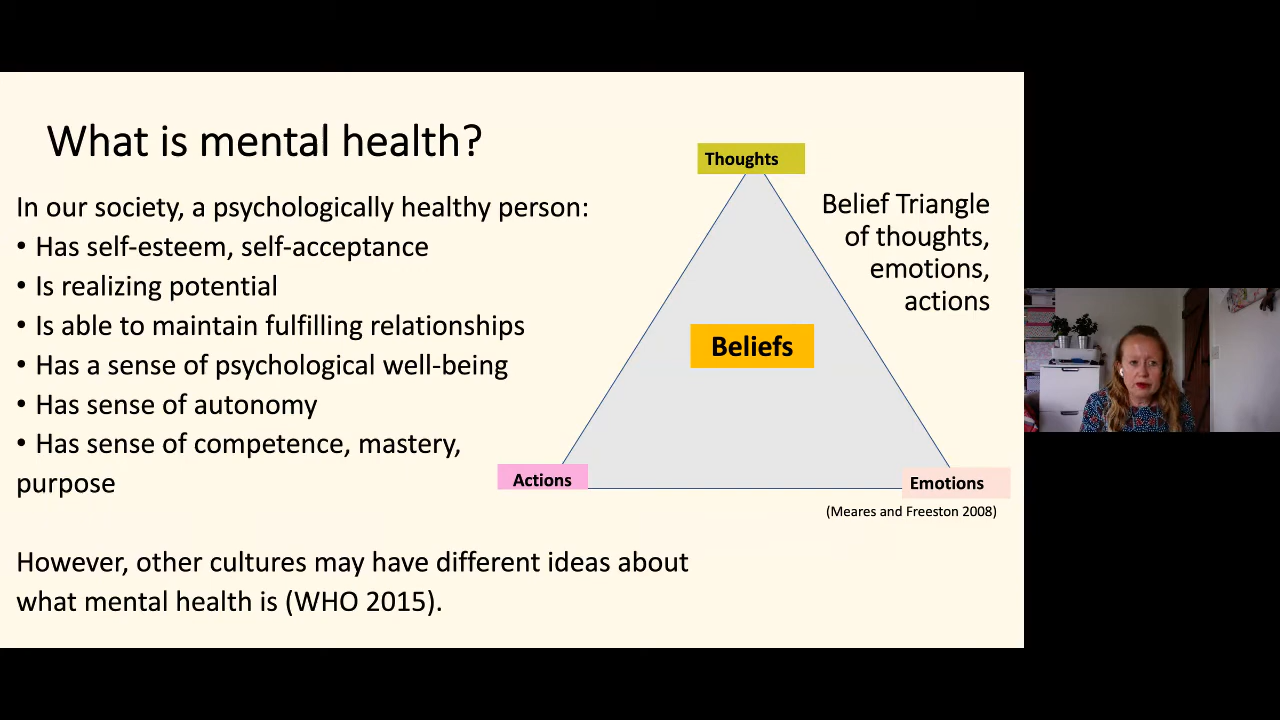 What is mental health?
In our society, a psychologically healthy person:
• Has self-esteem, self-acceptance
• Is realizing potential
• Is able to maintain fulfilling relationships
• Has a sense of psychological well-being
• Has sense of autonomy
• Has sense of competence, mastery,
purpose
However, other cultures may have different ideas about
what mental health is (WHO 2015).
Thoughts
Belief Triangle
of thoughts,
emotions,
actions
Beliefs
Actions
Emotions
(Meares and Freeston 2008)